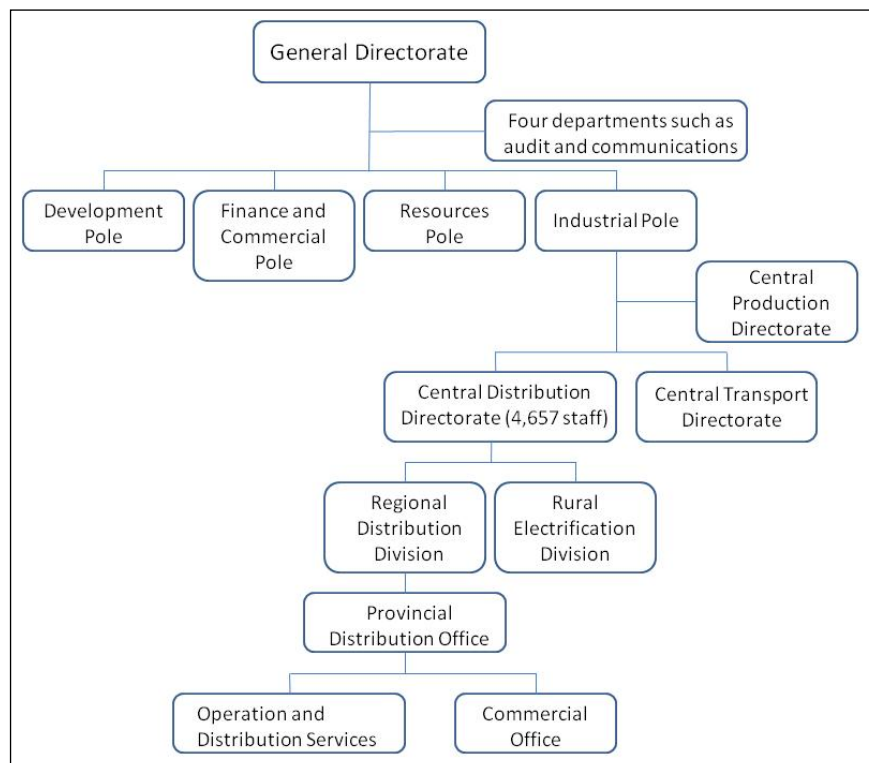 General Directorate
Four departments such as
audit and communications
Development
Pole
Finance and
Commercial
Pole
Resources
Pole
Industrial Pole
Central
Production
Directorate
Central Distribution
Directorate (4,657 staff)
Central Transport
Directorate
Regional
Distribution
Division
Rural
Electrification
Division
Provincial
Distribution Office
Operation and
Distribution Services
Commercial
Office